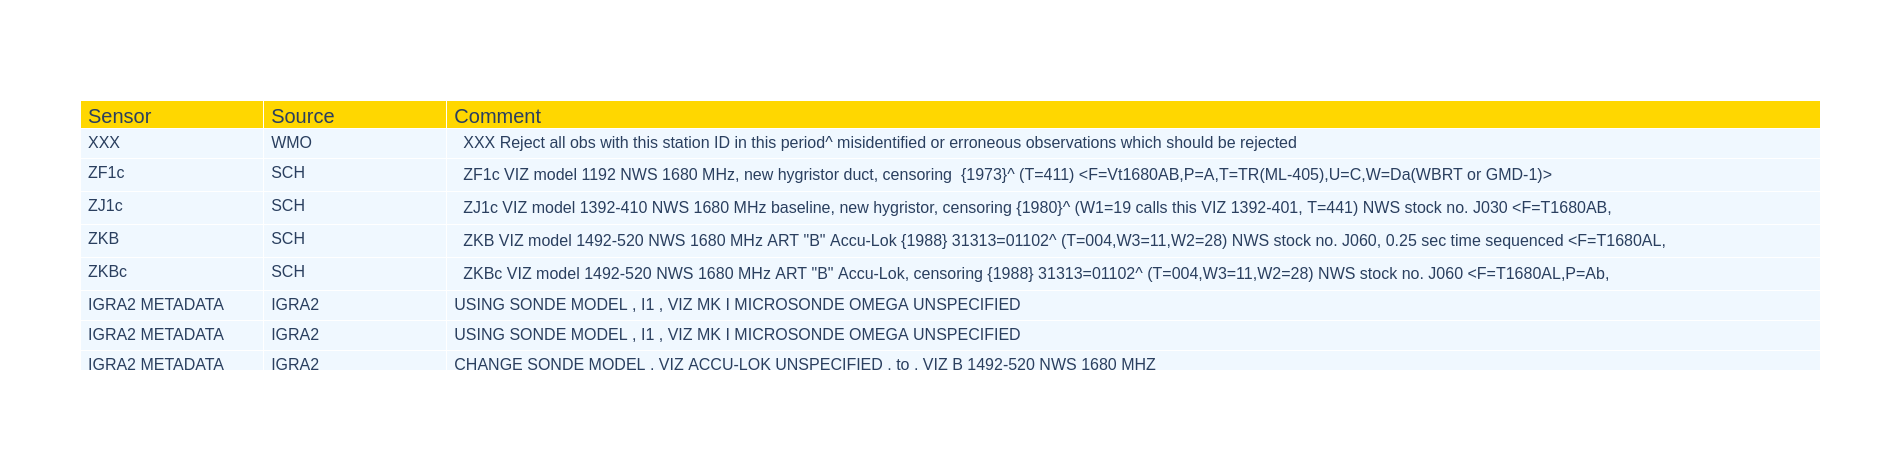 Sensor Source Comment
XXX WMO XXX Reject all obs with this station ID in this period^ misidentified or erroneous observations which should be rejected
ZF1c SCH ZF1c VIZ model 1192 NWS 1680 MHz, new hygristor duct, censoring {1973}^ (T=411) <F=Vt1680AB,P=A,T=TR(ML-405),U=C,W=Da(WBRT or GMD-1)>
ZJ1c SCH ZJ1c VIZ model 1392-410 NWS 1680 MHz baseline, new hygristor, censoring {1980}^ (W1=19 calls this VIZ 1392-401, T=441) NWS stock no. J030 <F=T1680AB,
ZKB SCH ZKB VIZ model 1492-520 NWS 1680 MHz ART "B" Accu-Lok {1988} 31313=01102^ (T=004,W3=11,W2=28) NWS stock no. J060, 0.25 sec time sequenced <F=T1680AL,
ZKBc SCH ZKBc VIZ model 1492-520 NWS 1680 MHz ART "B" Accu-Lok, censoring {1988} 31313=01102^ (T=004,W3=11,W2=28) NWS stock no. J060 <F=T1680AL,P=Ab,
IGRA2 METADATA IGRA2 USING SONDE MODEL , I1 , VIZ MK I MICROSONDE OMEGA UNSPECIFIED
IGRA2 METADATA IGRA2 USING SONDE MODEL , I1 , VIZ MK I MICROSONDE OMEGA UNSPECIFIED
IGRA2 METADATA IGRA2 CHANGE SONDE MODEL , VIZ ACCU-LOK UNSPECIFIED , to , VIZ B 1492-520 NWS 1680 MHZ